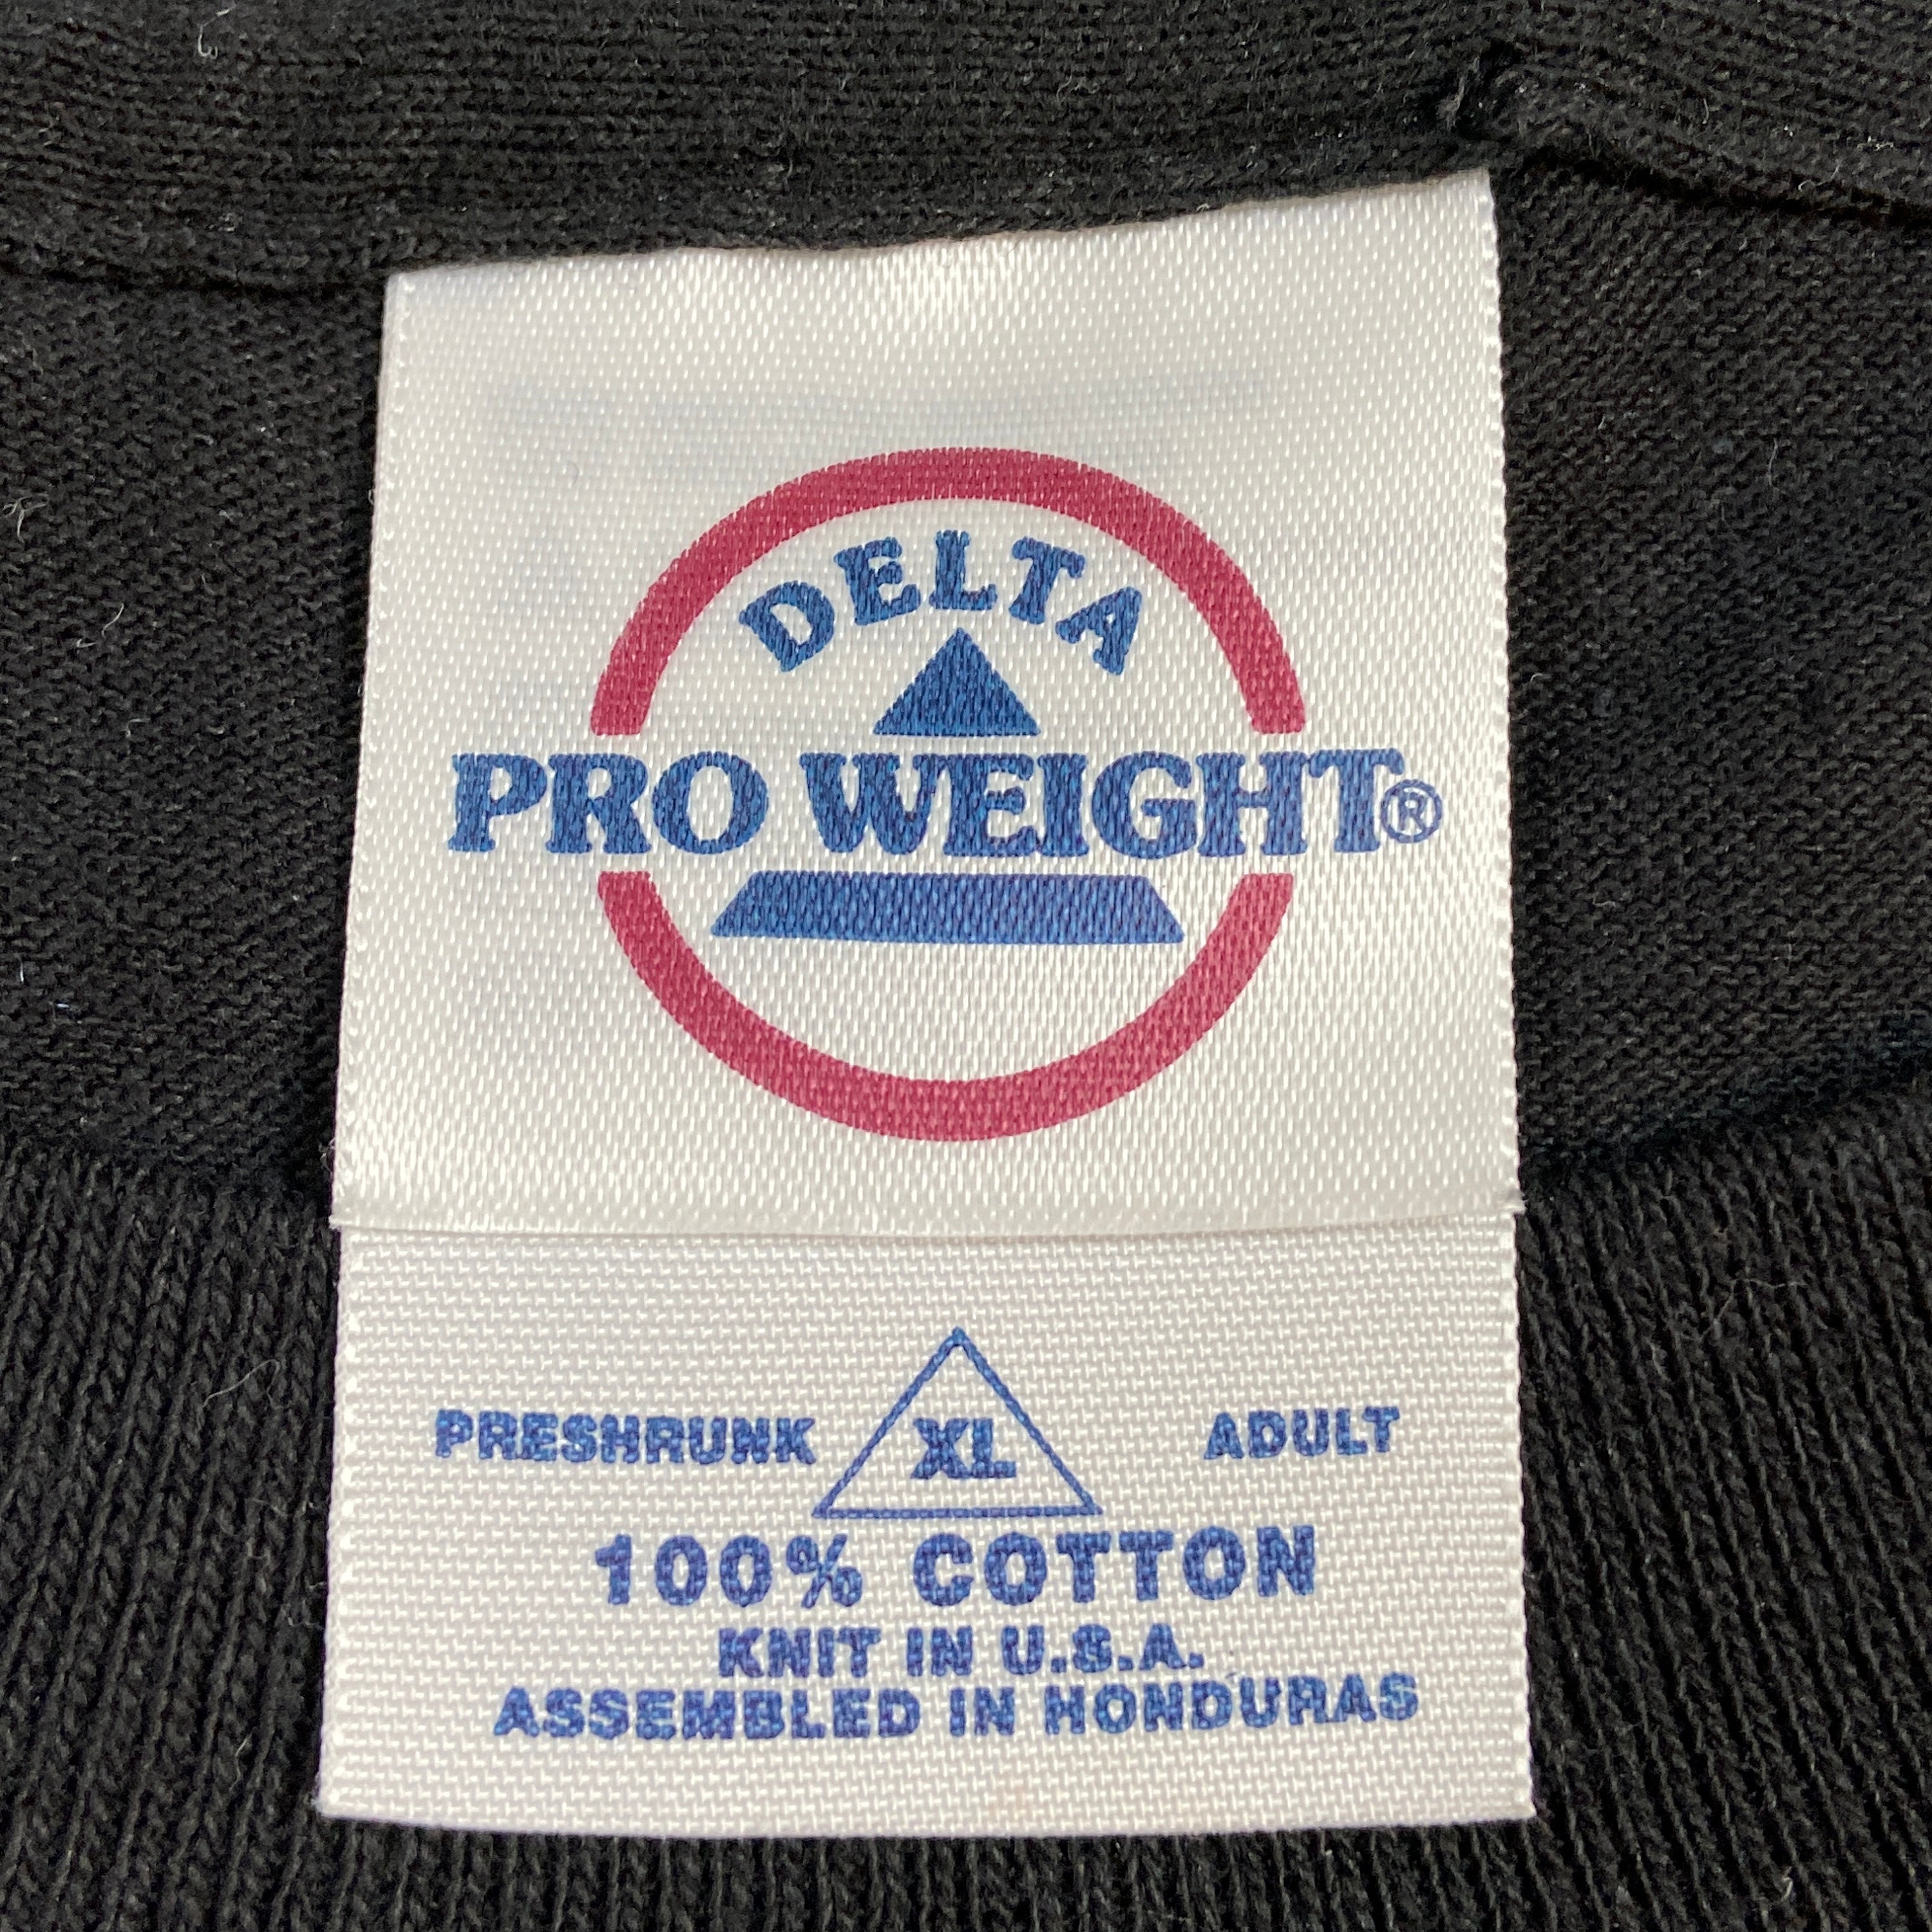 DELTA
PRO WEIGHT®
PRESHRUNK XL ADULT
100% COTTON
KNIT IN U.S.A.
ASSEMBLED IN HONDURAS